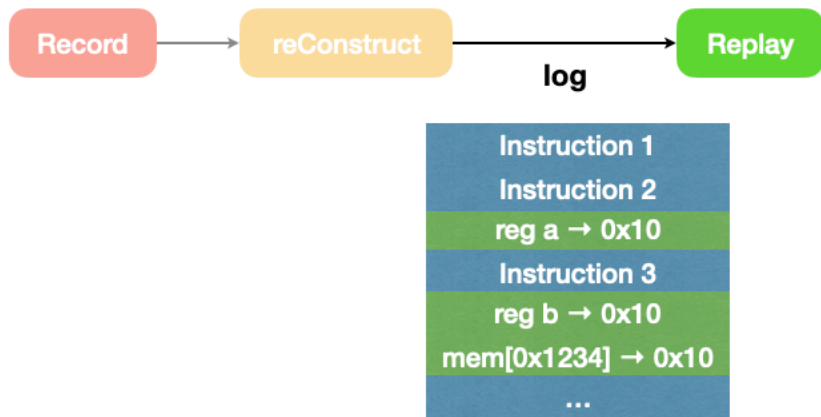 Record
reConstruct
Replay
log
Instruction 1
Instruction 2
reg a → 0x10
Instruction 3
reg b → 0x10
mem[0x1234] → 0x10
...